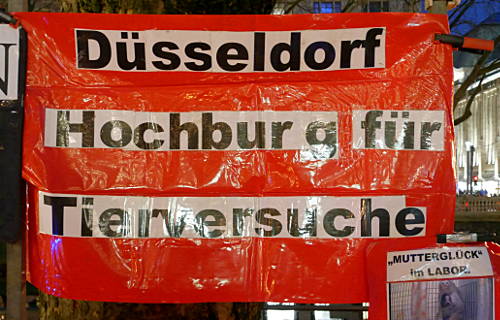 Düsseldorf
Hochburg für
Tierversuche
„MUTTERGLÜCK"
im LABOR.